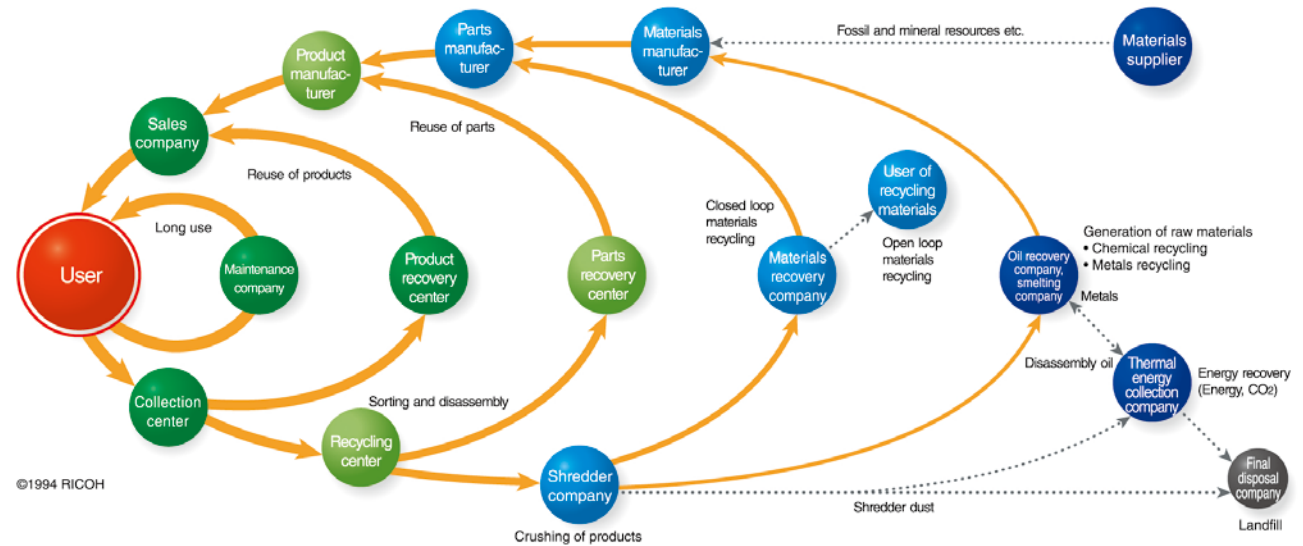 Parts
manufac-
turer
Materials
manufac-
turer
Fossil and mineral resources etc.
Materials
supplier
Product
manufac-
turer
Sales
company
Reuse of parts
Reuse of products
User of
recycling
materials
Closed loop
materials
recycling
Long use
Open loop
materials
recycling
Generation of raw materials
• Chemical recycling
• Metals recycling
User
Maintenance
company
Product
recovery
center
Parts
recovery
center
Materials
recovery
company
Oil recovery
company,
smelting
company
Metals
Disassembly oil
Thermal
energy
collection
company
Energy recovery
(Energy, CO2)
Collection
center
Sorting and disassembly
Recycling
center
Shredder
company
Crushing of products
Shredder dust
Final
disposal
company
Landfill
©1994 RICOH